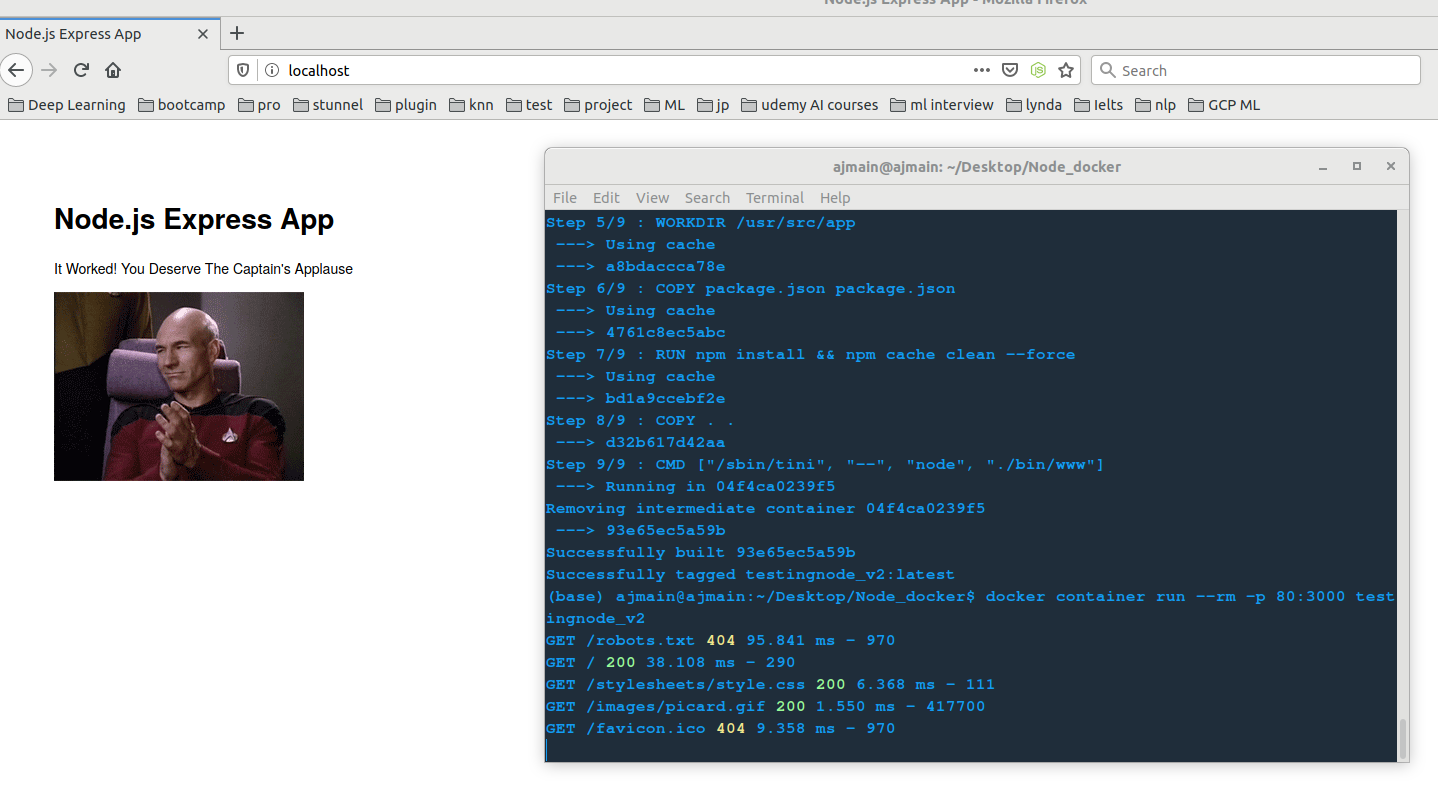 Node.js Express App - Mozilla Firefox
Node.js Express App
localhost
Search
Deep Learning bootcamp pro stunnel plugin knn test project ML jp udemy AI courses ml interview lynda Ielts nlp GCP ML
Node.js Express App
It Worked! You Deserve The Captain's Applause
ajmain@ajmain: ~/Desktop/Node_docker
File Edit View Search Terminal Help
Step 5/9 : WORKDIR /usr/src/app
---> Using cache
---> a8bdaccca78e
Step 6/9 : COPY package.json package.json
---> Using cache
---> 4761c8ec5abc
Step 7/9 : RUN npm install && npm cache clean --force
---> Using cache
---> bd1a9ccebf2e
Step 8/9 : COPY . .
---> d32b617d42aa
Step 9/9 : CMD ["/sbin/tini", "--", "node", "./bin/www"]
---> Running in 04f4ca0239f5
Removing intermediate container 04f4ca0239f5
---> 93e65ec5a59b
Successfully built 93e65ec5a59b
Successfully tagged testingnode_v2:latest
(base) ajmain@ajmain:~/Desktop/Node_docker$ docker container run --rm -p 80:3000 test
ingnode_v2
GET /robots.txt 404 95.841 ms - 970
GET / 200 38.108 ms - 290
GET /stylesheets/style.css 200 6.368 ms - 111
GET /images/picard.gif 200 1.550 ms - 417700
GET /favicon.ico 404 9.358 ms - 970